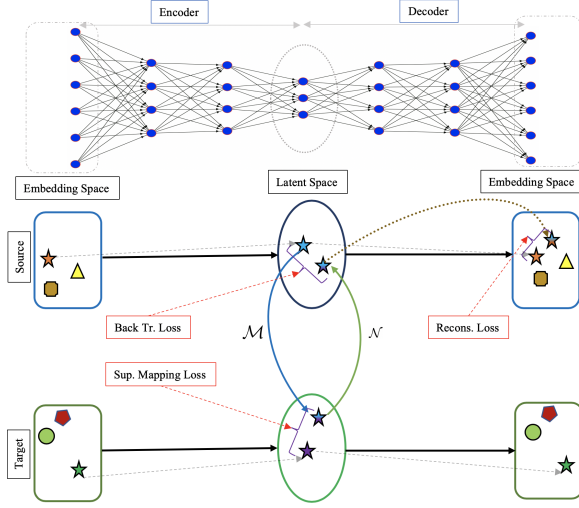 Encoder
Decoder
Embedding Space
Latent Space
Embedding Space
Source
Back Tr. Loss
ℳ
𝒩
Recons. Loss
Sup. Mapping Loss
Target